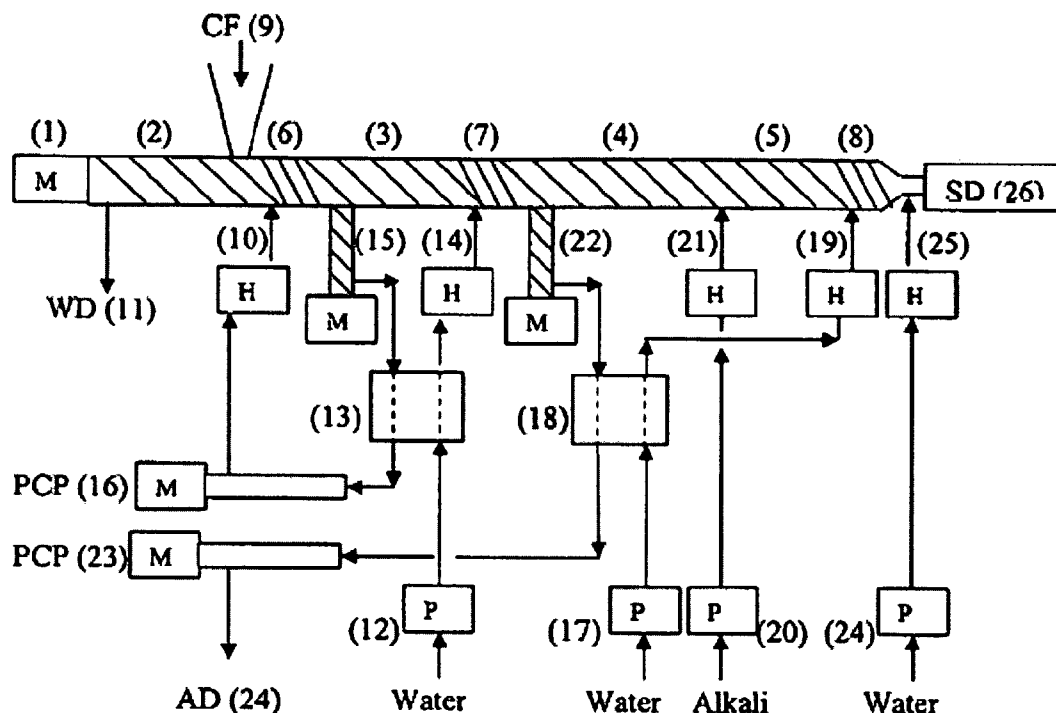 CF (9)
(1) (2) (6) (3) (7) (4) (5) (8)
M SD (26)
(10) (15) (14) (22) (21) (19) (25)
H H H H H
WD (11) M M
(13) (18)
PCP (16) M
PCP (23) M
P P P P
(12) (17) (20) (24)
AD (24) Water Water Alkali Water